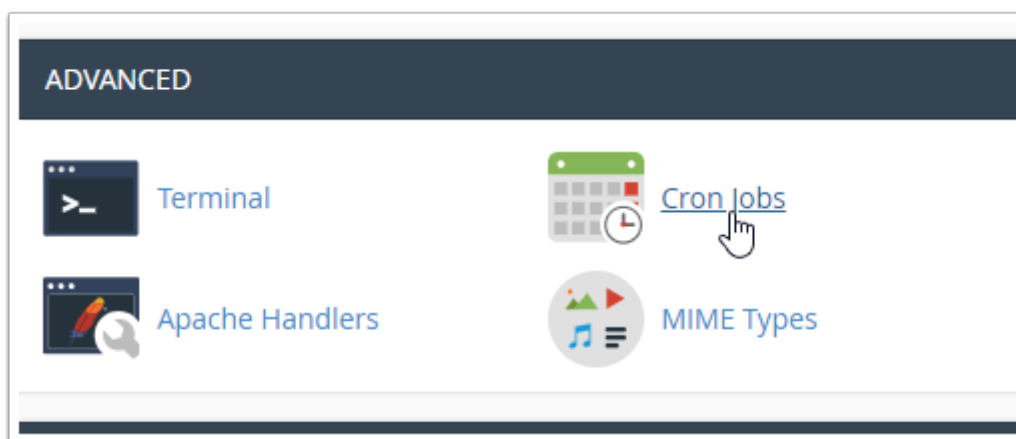 ADVANCED
Terminal
Cron Jobs
Apache Handlers
MIME Types